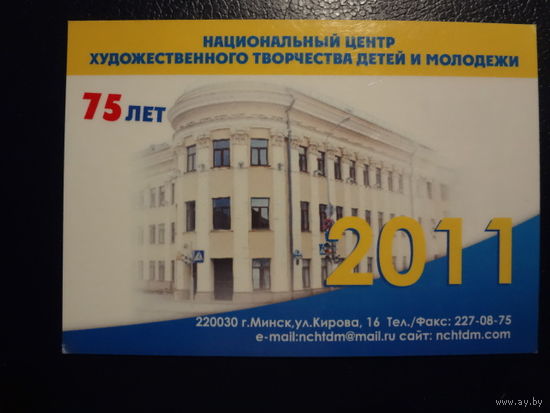 НАЦИОНАЛЬНЫЙ ЦЕНТР
ХУДОЖЕСТВЕННОГО ТВОРЧЕСТВА ДЕТЕЙ И МОЛОДЕЖИ
75 ЛЕТ
2011
220030 г.Минск,ул.Кирова, 16 Тел./Факс: 227-08-75
e-mail:nchtdm@mail.ru сайт: nchtdm.com
www.ay.by